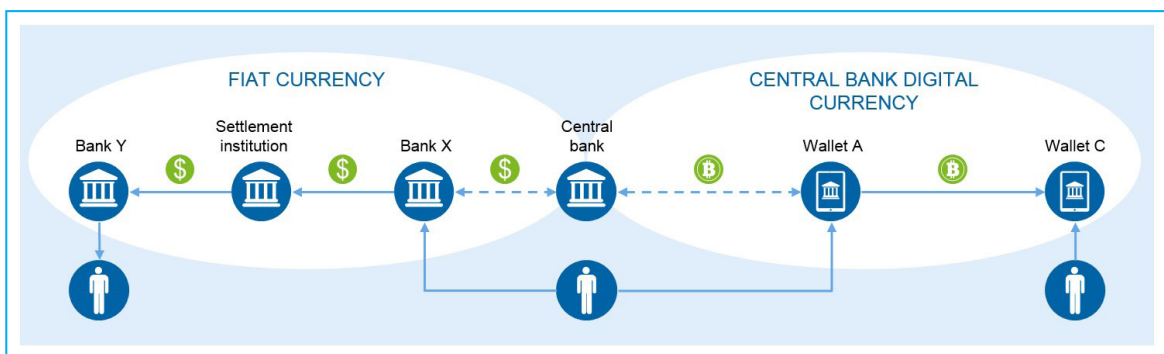 FIAT CURRENCY
CENTRAL BANK DIGITAL
CURRENCY
Bank Y
Settlement
institution
Bank X
Central
bank
Wallet A
Wallet C
$
$
$
₿
₿